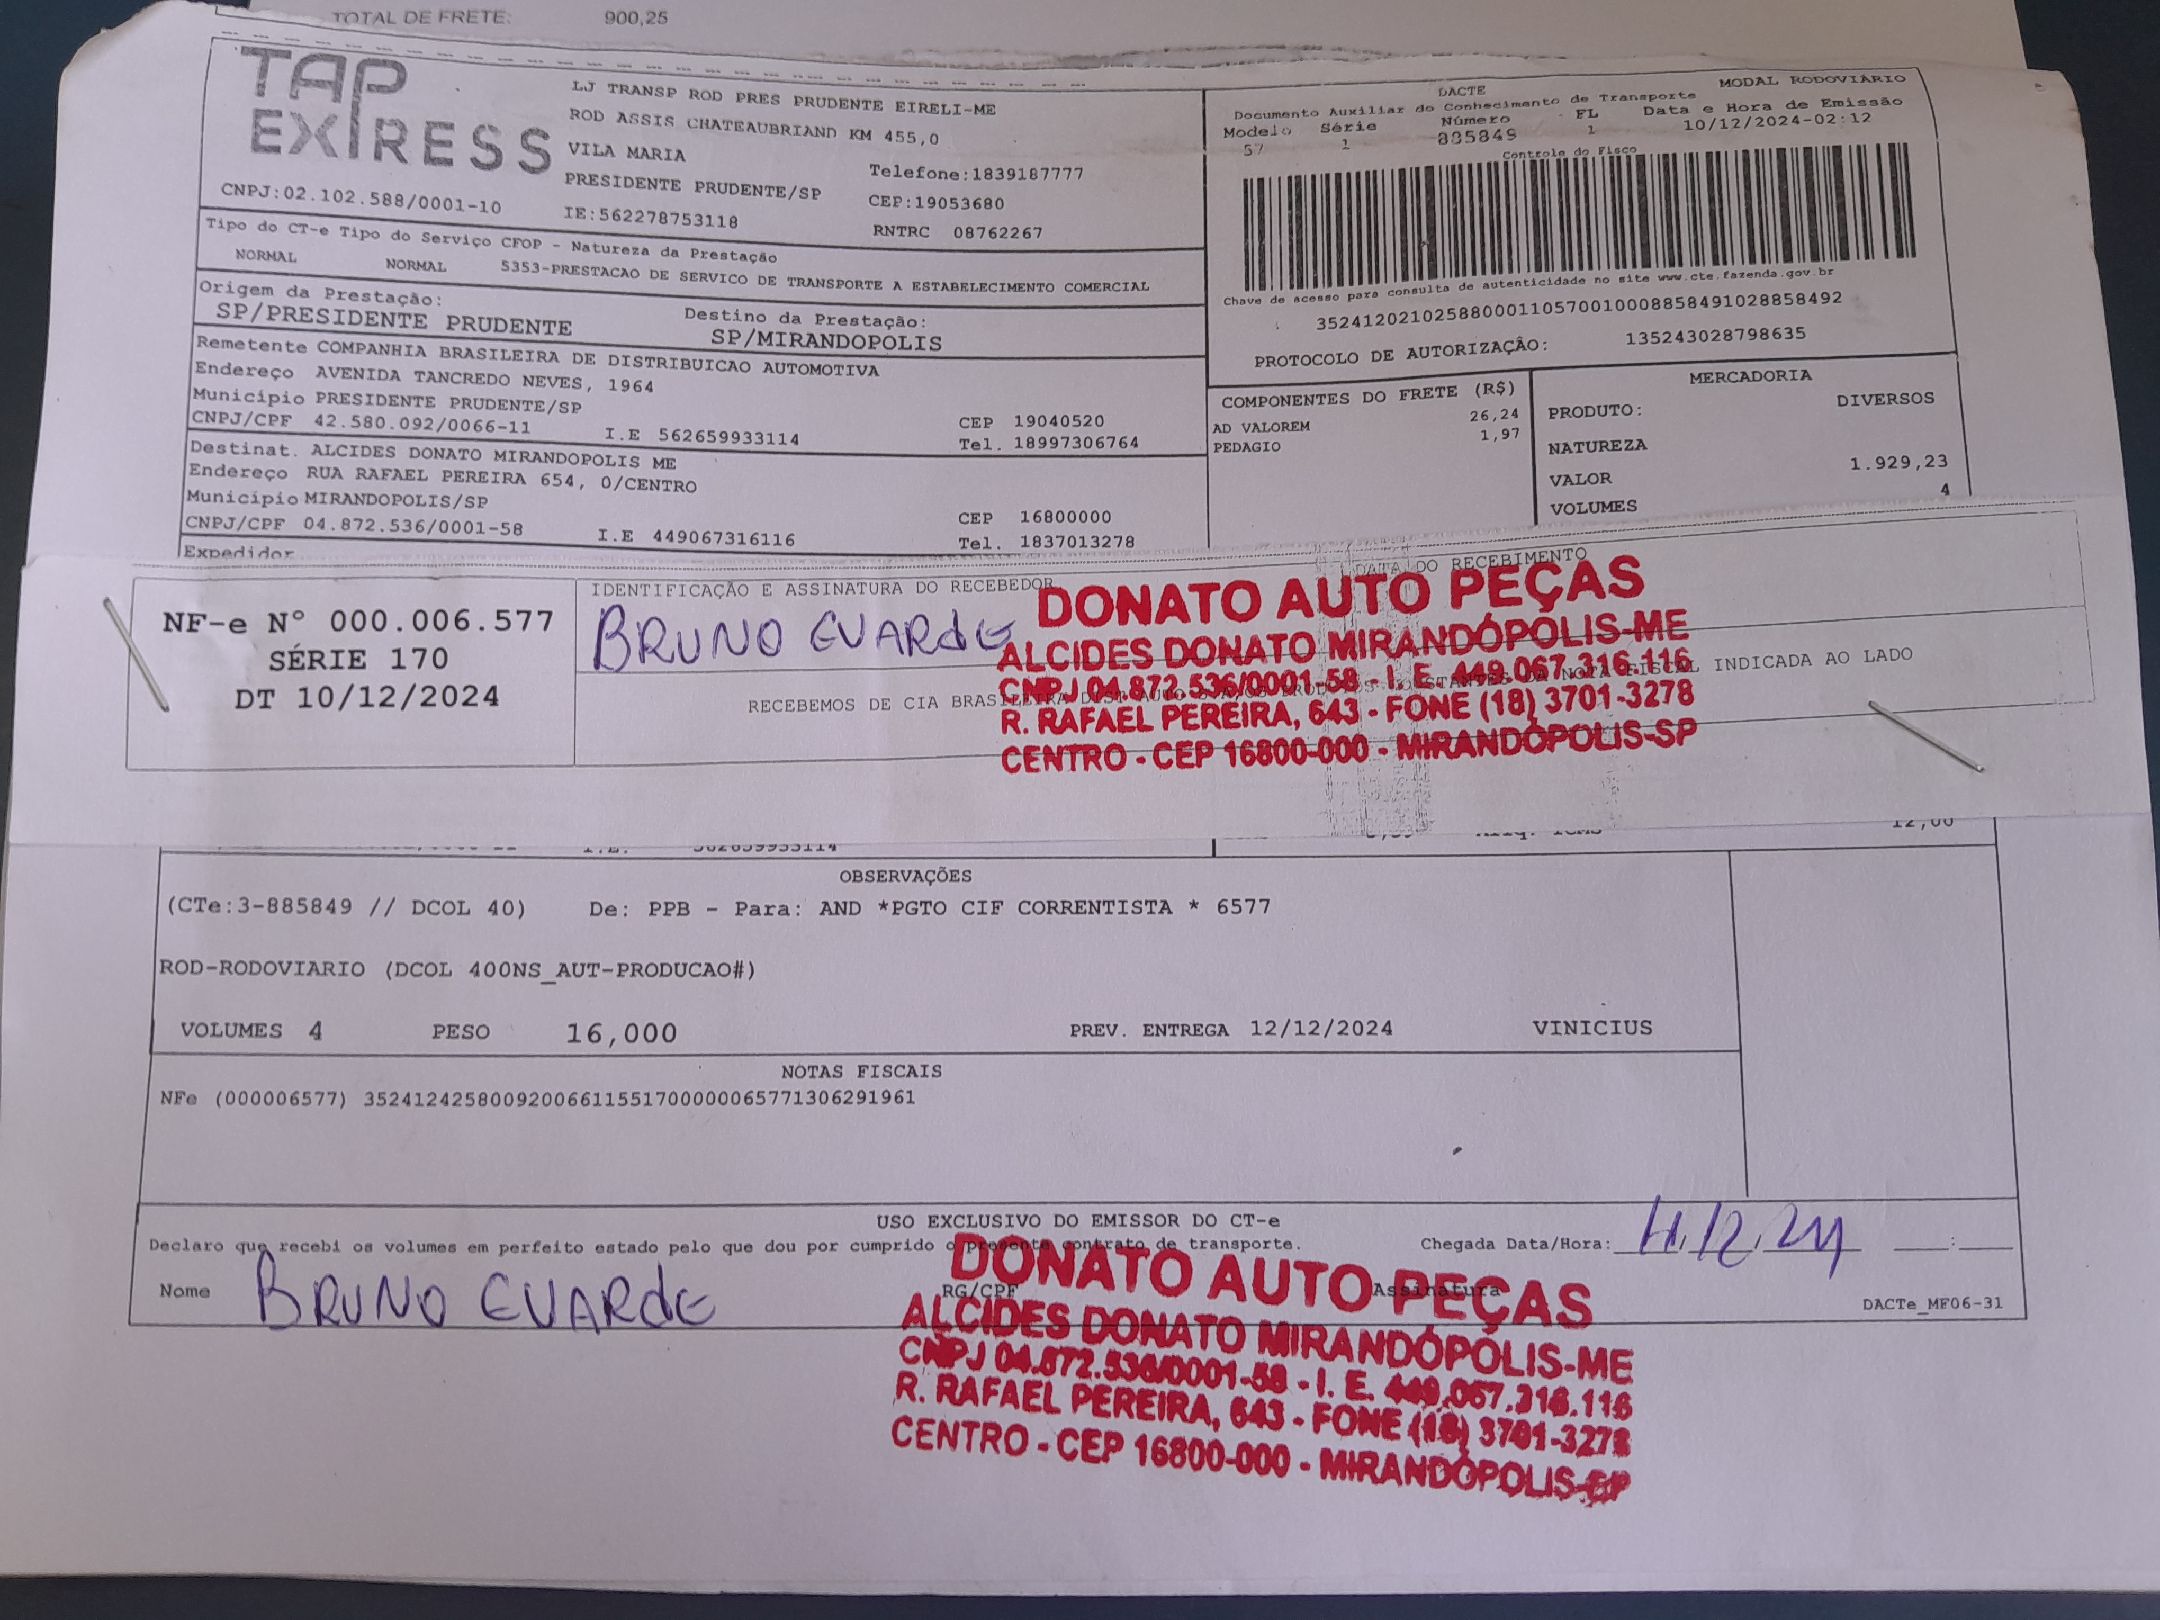 TOTAL DE FRETE: 900,25
TAP EXPRESS
CNPJ:02.102.588/0001-10
LJ TRANSP ROD PRES PRUDENTE EIRELI-ME
ROD ASSIS CHATEAUBRIAND KM 455,0
VILA MARIA
PRESIDENTE PRUDENTE/SP
IE:562278753118
Telefone:1839187777
CEP:19053680
RNTRC 08762267
DACTE
MODAL RODOVIÁRIO
Documento Auxiliar do Conhecimento de Transporte
Modelo Série Número FL Data e Hora de Emissão
57 1 885849 1 10/12/2024-02:12
Controle do Fisco
Chave de acesso para consulta de autenticidade no site www.cte.fazenda.gov.br
35241202102588000110570010008858491028858492
PROTOCOLO DE AUTORIZAÇÃO: 135243028798635
Tipo do CT-e Tipo do Serviço CFOP - Natureza da Prestação
NORMAL NORMAL 5353-PRESTACAO DE SERVICO DE TRANSPORTE A ESTABELECIMENTO COMERCIAL
Origem da Prestação: Destino da Prestação:
SP/PRESIDENTE PRUDENTE SP/MIRANDOPOLIS
Remetente COMPANHIA BRASILEIRA DE DISTRIBUICAO AUTOMOTIVA
Endereço AVENIDA TANCREDO NEVES, 1964
Município PRESIDENTE PRUDENTE/SP CEP 19040520
CNPJ/CPF 42.580.092/0066-11 I.E 562659933114 Tel. 18997306764
Destinat. ALCIDES DONATO MIRANDOPOLIS ME
Endereço RUA RAFAEL PEREIRA 654, 0/CENTRO
Município MIRANDOPOLIS/SP CEP 16800000
CNPJ/CPF 04.872.536/0001-58 I.E 449067316116 Tel. 1837013278
Expedidor
COMPONENTES DO FRETE (R$)
AD VALOREM 26,24
PEDAGIO 1,97
MERCADORIA
PRODUTO: DIVERSOS
NATUREZA
VALOR 1.929,23
VOLUMES 4
NF-e Nº 000.006.577
SÉRIE 170
DT 10/12/2024
IDENTIFICAÇÃO E ASSINATURA DO RECEBEDOR
DATA DO RECEBIMENTO
BRUNO EVARDE
DONATO AUTO PEÇAS
ALCIDES DONATO MIRANDÓPOLIS-ME
CNPJ 04.872.536/0001-58 - I. E. 449.067.316.116
R. RAFAEL PEREIRA, 643 - FONE (18) 3701-3278
CENTRO - CEP 16800-000 - MIRANDÓPOLIS-SP
RECEBEMOS DE CIA BRASILEIRA DIST AUTO CONSTANTES DA NOTA FISCAL INDICADA AO LADO
562659933114
12,00
OBSERVAÇÕES
(CTe:3-885849 // DCOL 40) De: PPB - Para: AND *PGTO CIF CORRENTISTA * 6577
ROD-RODOVIARIO (DCOL 400NS_AUT-PRODUCAO#)
VOLUMES 4 PESO 16,000 PREV. ENTREGA 12/12/2024 VINICIUS
NOTAS FISCAIS
NFe (000006577) 35241242580092006611551700000065771306291961
USO EXCLUSIVO DO EMISSOR DO CT-e
Declaro que recebi os volumes em perfeito estado pelo que dou por cumprido o presente contrato de transporte.
Chegada Data/Hora: 11,12,24 :
Nome BRUNO EVARDE RG/CPF Assinatura
DACTe_MF06-31
DONATO AUTO PEÇAS
ALCIDES DONATO MIRANDÓPOLIS-ME
CNPJ 04.872.536/0001-58 - I. E. 449.067.316.116
R. RAFAEL PEREIRA, 643 - FONE (18) 3701-3278
CENTRO - CEP 16800-000 - MIRANDÓPOLIS-SP